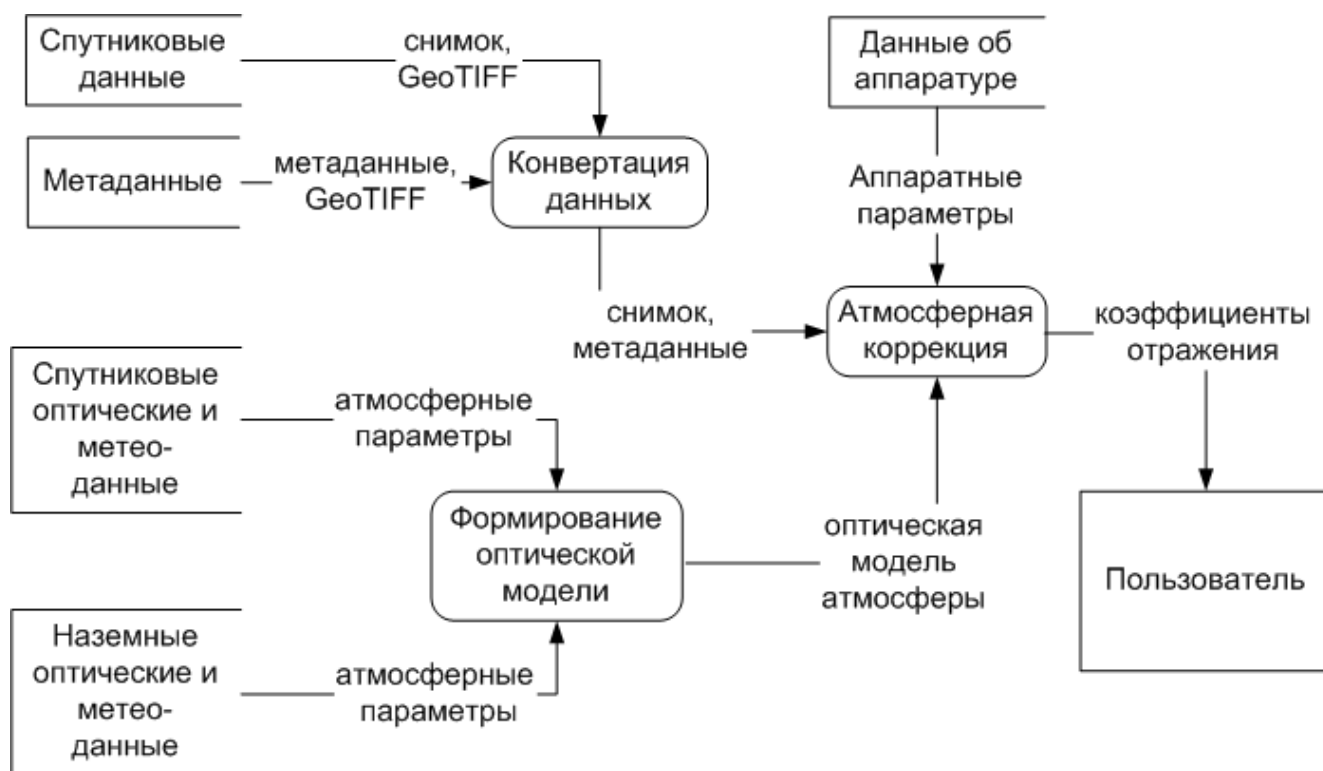 Спутниковые
данные
снимок,
GeoTIFF
Данные об
аппаратуре
Метаданные
метаданные,
GeoTIFF
Конвертация
данных
Аппаратные
параметры
снимок,
метаданные
Атмосферная
коррекция
коэффициенты
отражения
Спутниковые
оптические и
метео-
данные
атмосферные
параметры
Формирование
оптической
модели
оптическая
модель
атмосферы
Пользователь
Наземные
оптические и
метео-
данные
атмосферные
параметры